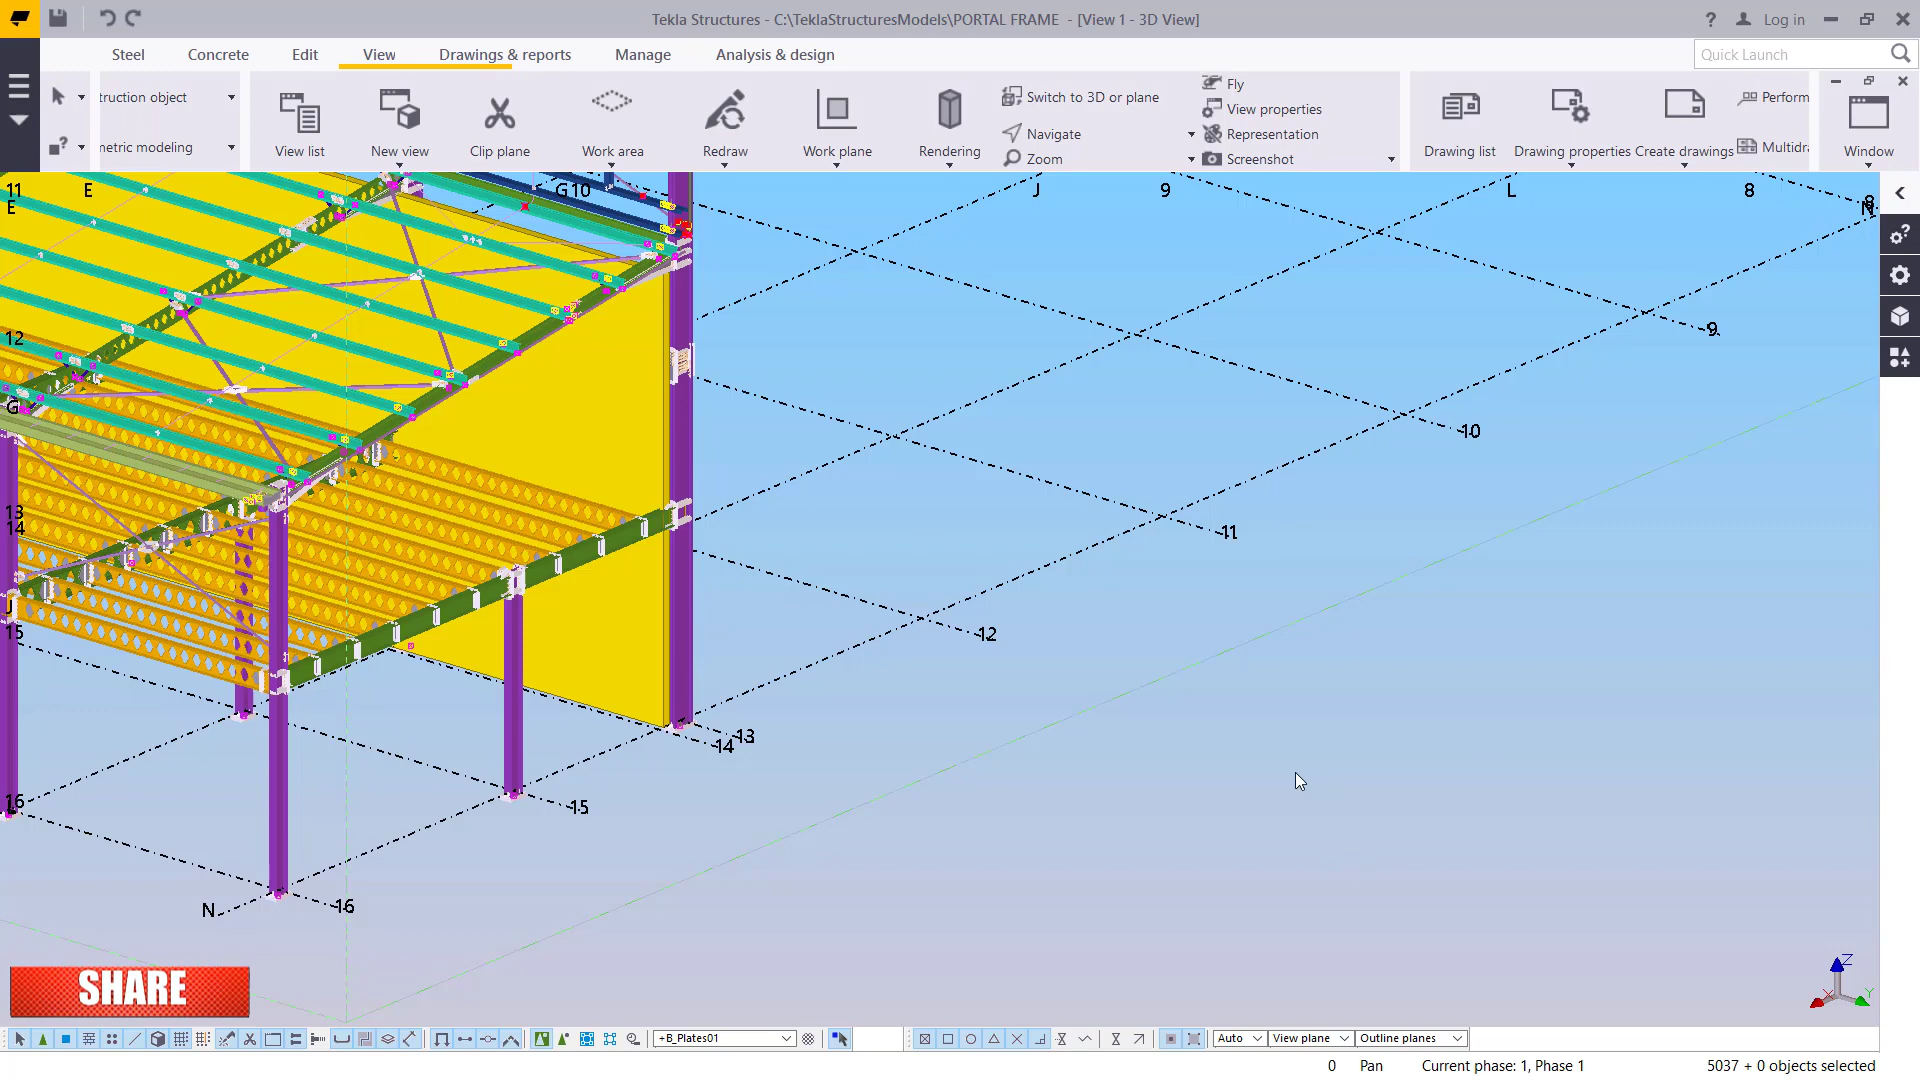 Tekla Structures - C:\TeklaStructuresModels\PORTAL FRAME - [View 1 - 3D View]
? Log in
Steel Concrete Edit View Drawings & reports Manage Analysis & design
Quick Launch
truction object
metric modeling
View list
New view
Clip plane
Work area
Redraw
Work plane
Rendering
Switch to 3D or plane
Navigate
Zoom
Fly
View properties
Representation
Screenshot
Drawing list
Drawing properties
Create drawings
Perform
Multidr
Window
11 E G10 J 9 L 8
E
8
N
12
9
G
10
13
14
11
J
15
12
13
14
16
15
N
16
SHARE
Z
X Y
+B_Plates01
Auto
View plane
Outline planes
0 Pan Current phase: 1, Phase 1 5037 + 0 objects selected